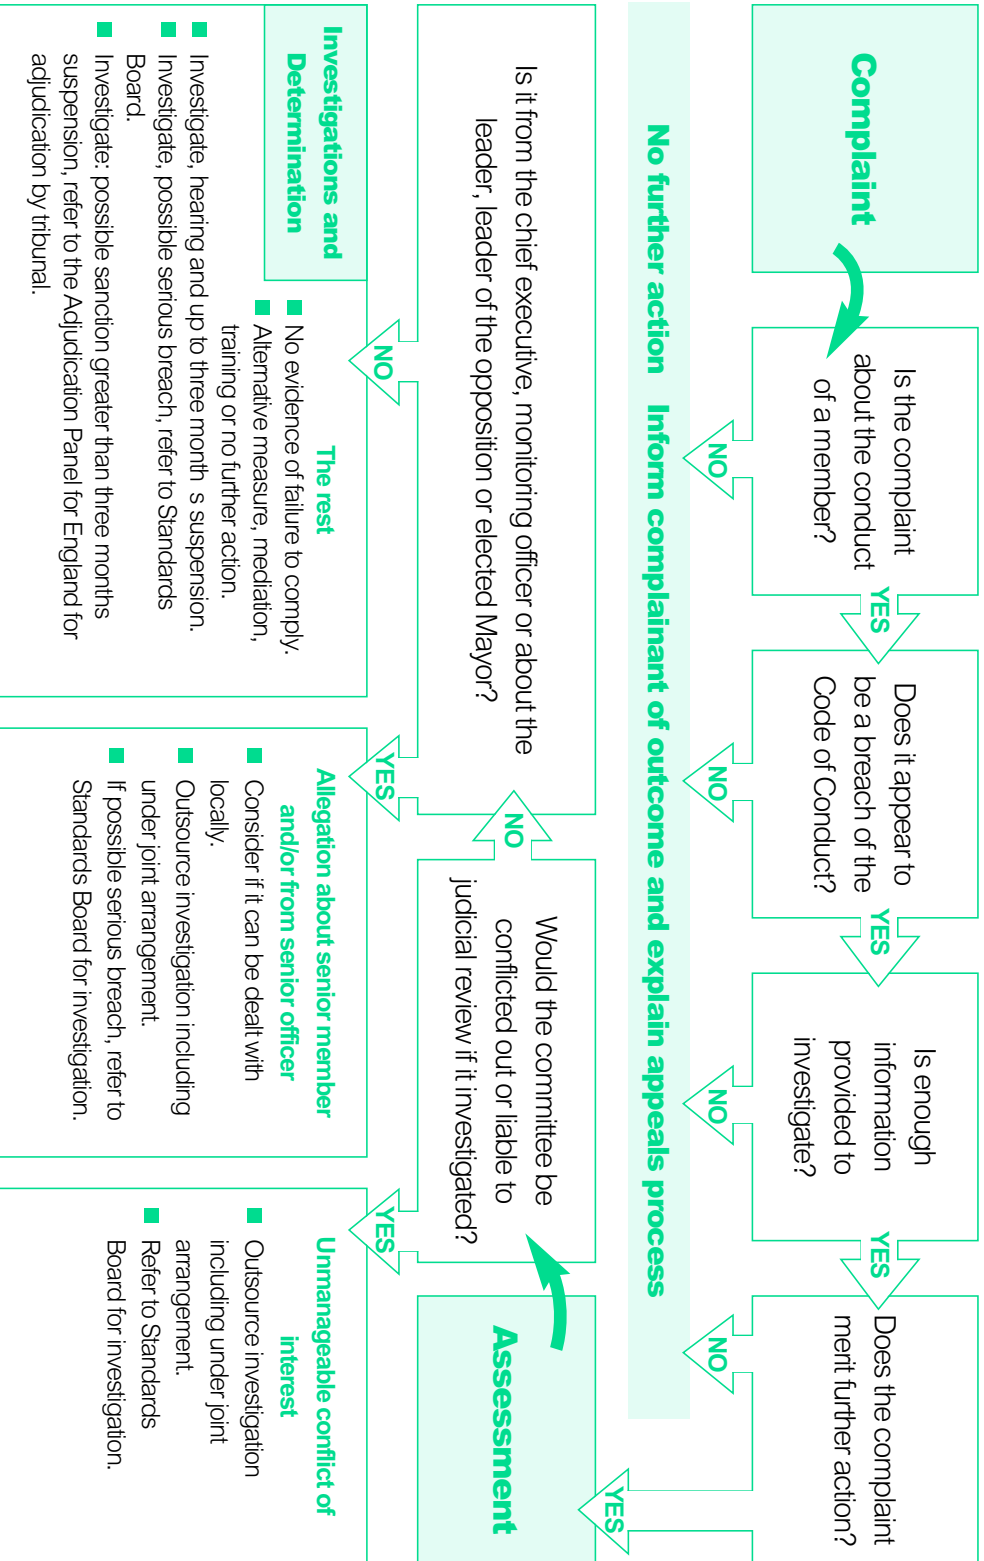 Complaint
Is the complaint
about the conduct
of a member?
YES
Does it appear to
be a breach of the
Code of Conduct?
YES
Is enough
information
provided to
investigate?
YES
Does the complaint
merit further action?
NO
NO
NO
NO
YES
No further action Inform complainant of outcome and explain appeals process
Is it from the chief executive, monitoring officer or about the
leader, leader of the opposition or elected Mayor?
NO
Would the committee be
conflicted out or liable to
judicial review if it investigated?
Assessment
NO
YES
YES
Investigations and
Determination
The rest
No evidence of failure to comply.
Alternative measure, mediation,
training or no further action.
Investigate, hearing and up to three month s suspension.
Investigate, possible serious breach, refer to Standards
Board.
Investigate: possible sanction greater than three months
suspension, refer to the Adjudication Panel for England for
adjudication by tribunal.
Allegation about senior member
and/or from senior officer
Consider if it can be dealt with
locally.
Outsource investigation including
under joint arrangement.
If possible serious breach, refer to
Standards Board for investigation.
Unmanageable conflict of
interest
Outsource investigation
including under joint
arrangement.
Refer to Standards
Board for investigation.